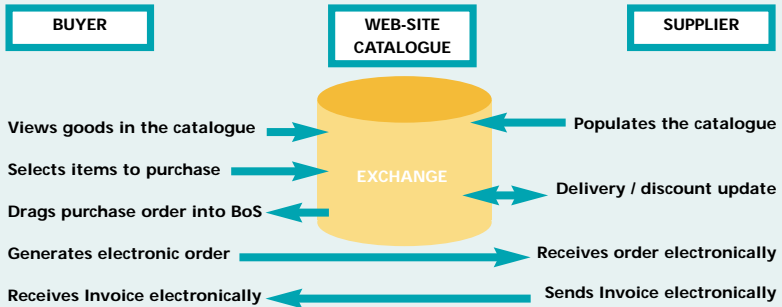 BUYER
WEB-SITE
CATALOGUE
SUPPLIER
Views goods in the catalogue
Populates the catalogue
Selects items to purchase
EXCHANGE
Delivery / discount update
Drags purchase order into BoS
Generates electronic order
Receives order electronically
Receives Invoice electronically
Sends Invoice electronically